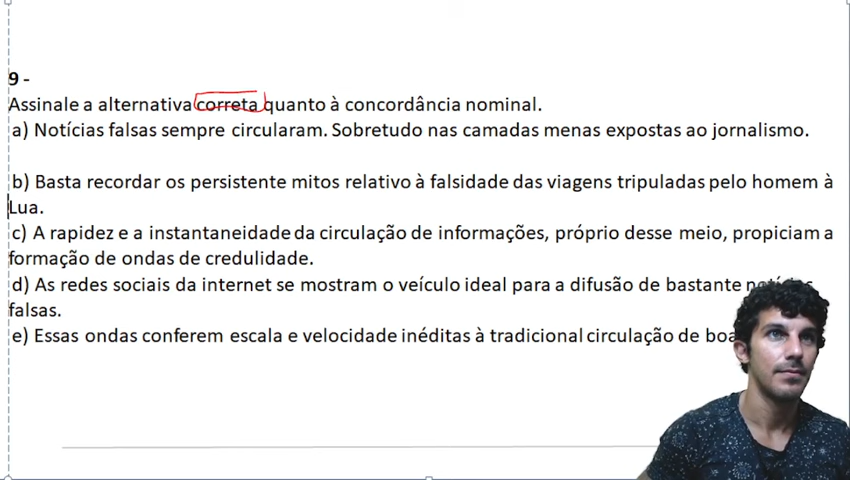 9 -
Assinale a alternativa correta quanto à concordância nominal.
a) Notícias falsas sempre circularam. Sobretudo nas camadas menas expostas ao jornalismo.
b) Basta recordar os persistente mitos relativo à falsidade das viagens tripuladas pelo homem à
Lua.
c) A rapidez e a instantaneidade da circulação de informações, próprio desse meio, propiciam a
formação de ondas de credulidade.
d) As redes sociais da internet se mostram o veículo ideal para a difusão de bastante notícias
falsas.
e) Essas ondas conferem escala e velocidade inéditas à tradicional circulação de